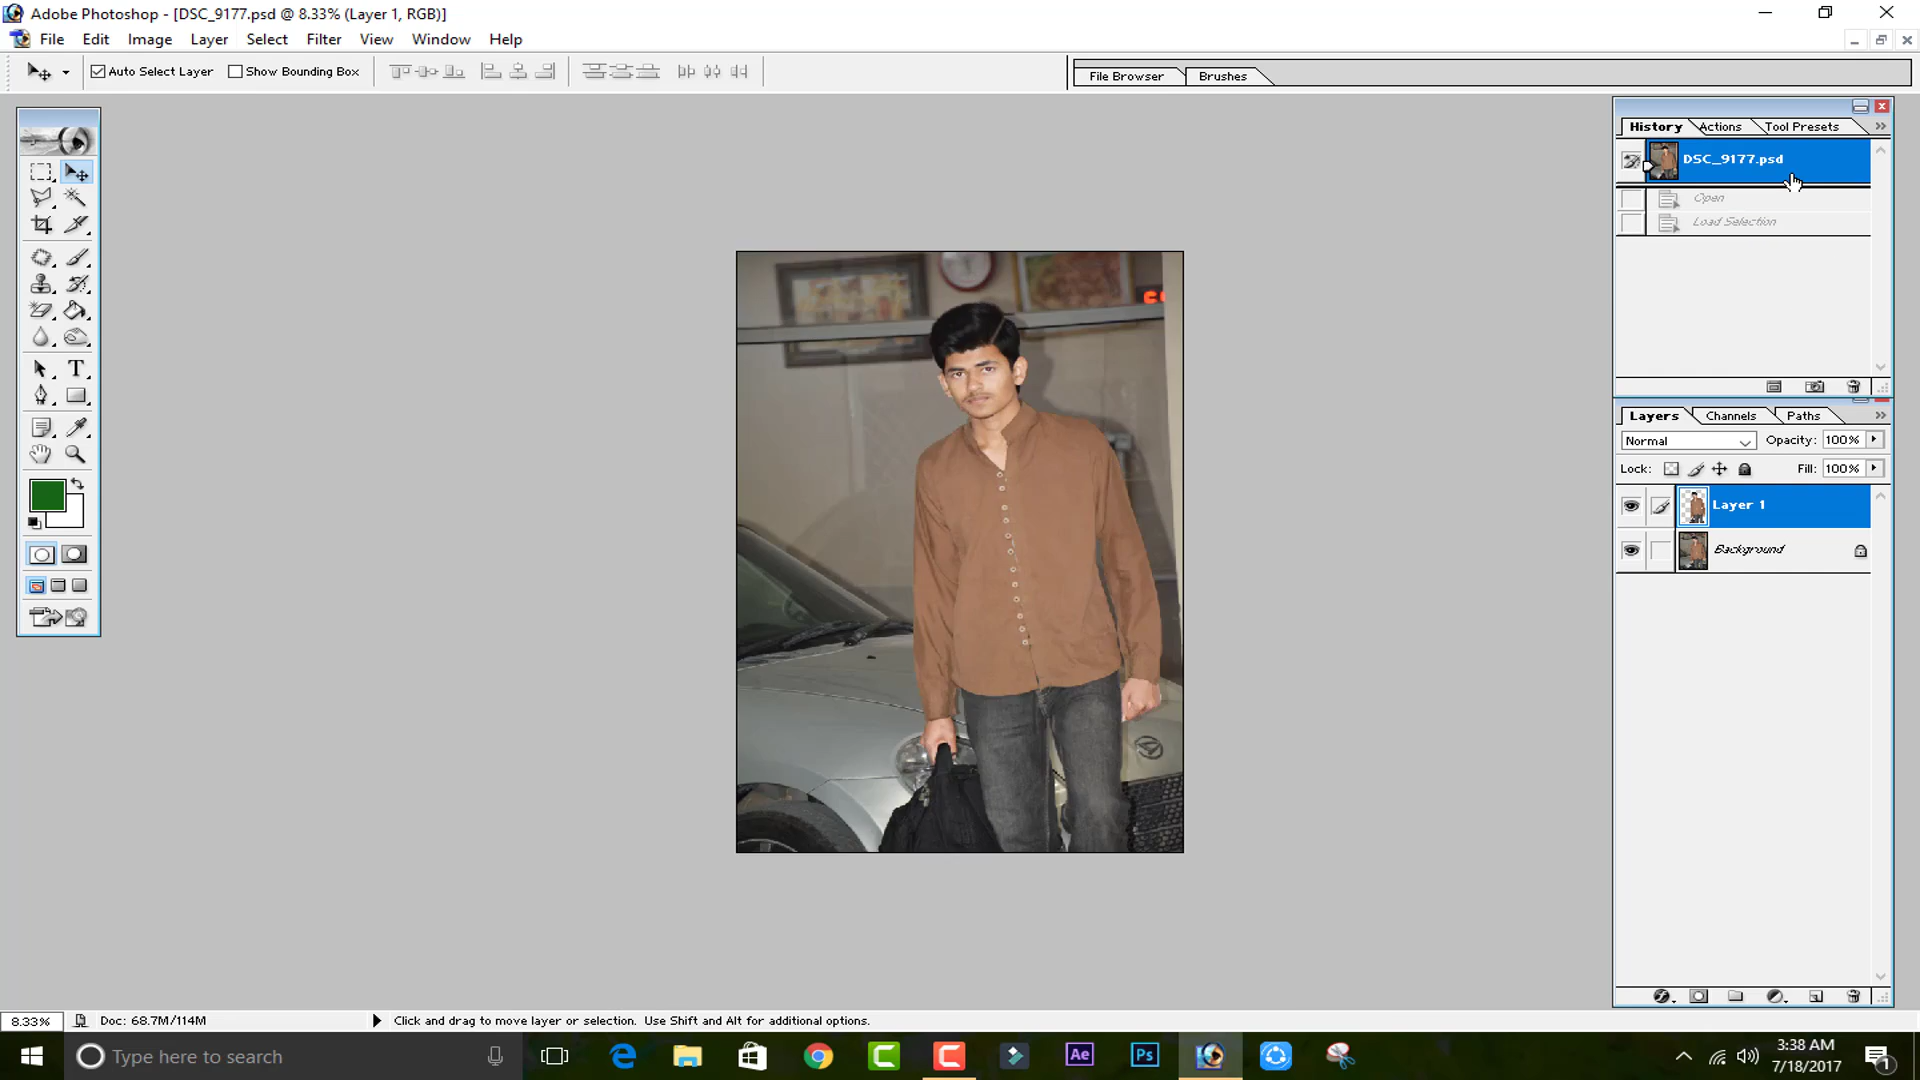 Adobe Photoshop - [DSC_9177.psd @ 8.33% (Layer 1, RGB)]
File Edit Image Layer Select Filter View Window Help
Auto Select Layer Show Bounding Box File Browser Brushes
History Actions Tool Presets
DSC_9177.psd
Open
Load Selection
Layers Channels Paths
Normal Opacity: 100%
Lock: Fill: 100%
Layer 1
Background
8.33% Doc: 68.7M/114M Click and drag to move layer or selection. Use Shift and Alt for additional options.
Type here to search
Ae
Ps
3:38 AM
7/18/2017
1